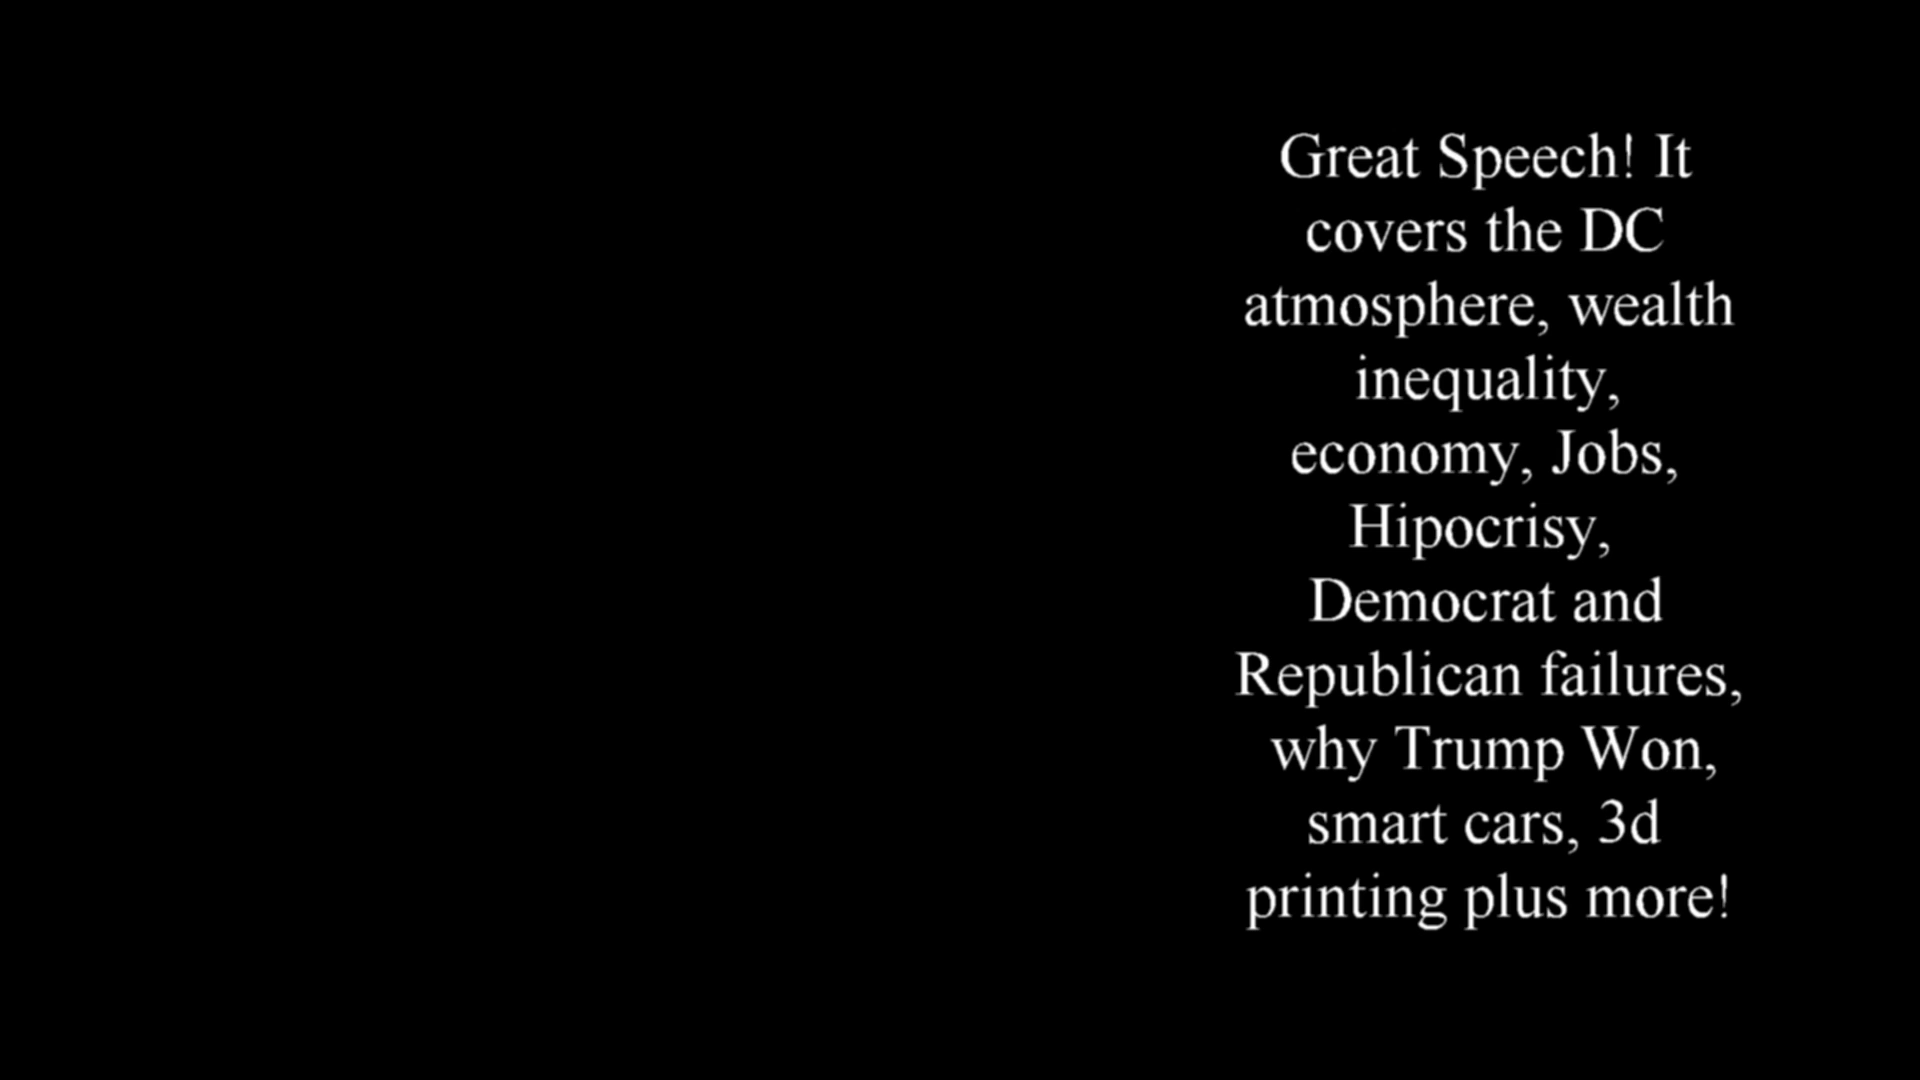 Great Speech! It
covers the DC
atmosphere, wealth
inequality,
economy, Jobs,
Hipocrisy,
Democrat and
Republican failures,
why Trump Won,
smart cars, 3d
printing plus more!